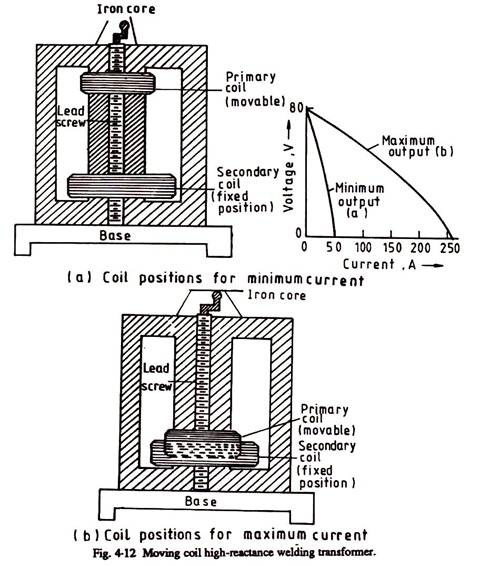 Iron core
Primary
coil
(movable)
Lead
screw
Secondary
coil
(fixed
position)
Base
80
Voltage, V
0
Maximum
output (b)
Minimum
output
(a)
0 50 100 150 200 250
Current, A
(a) Coil positions for minimum current
Iron core
Lead
screw
Primary
coil
(movable)
Secondary
coil
(fixed
position)
Base
(b) Coil positions for maximum current
Fig. 4-12 Moving coil high-reactance welding transformer.